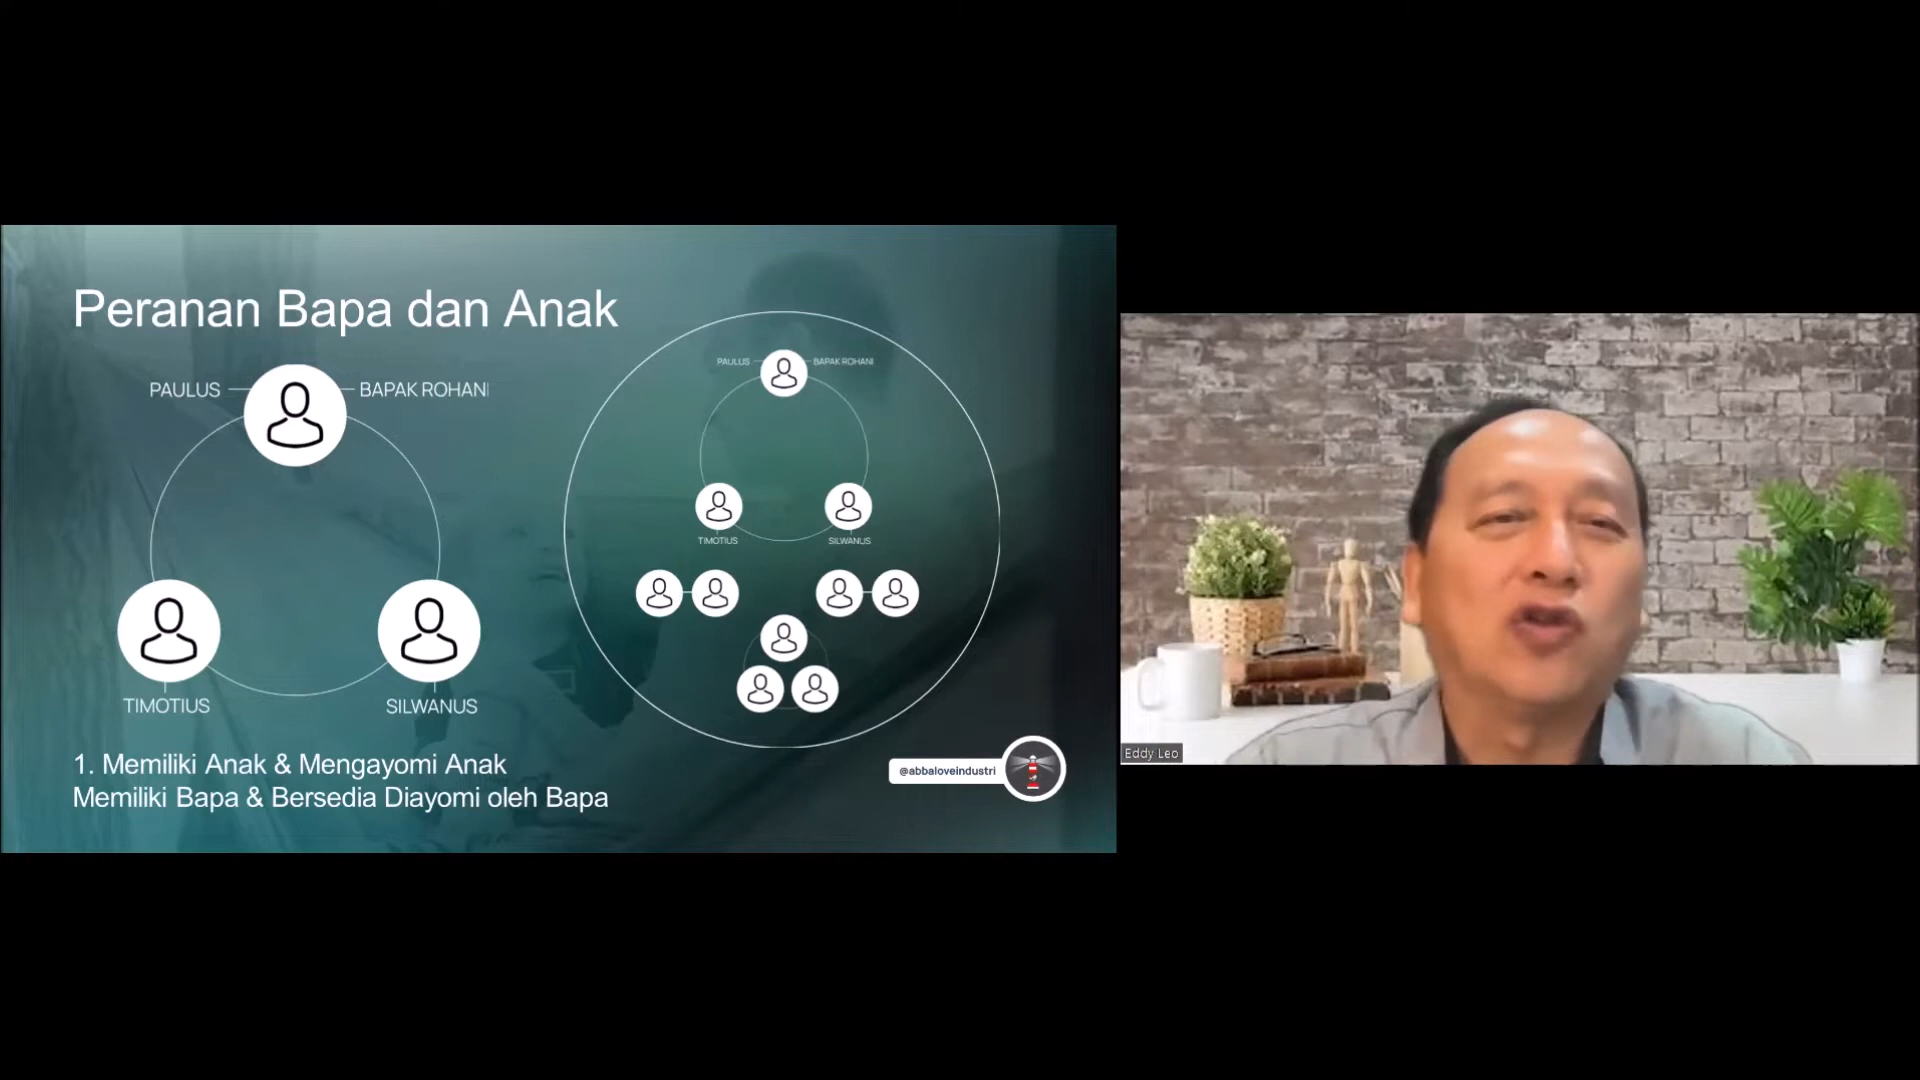 Peranan Bapa dan Anak
PAULUS
BAPAK ROHANI
TIMOTIUS
SILWANUS
PAULUS
BAPAK ROHANI
TIMOTIUS
SILWANUS
1. Memiliki Anak & Mengayomi Anak
Memiliki Bapa & Bersedia Diayomi oleh Bapa
@abbaloveindustri
Eddy Leo